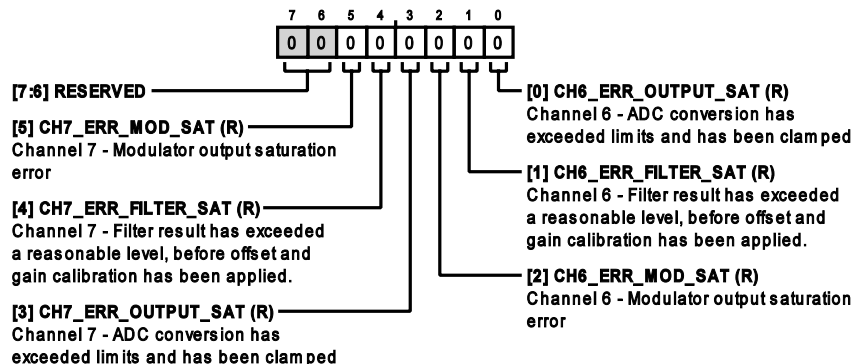 7 6 5 4 3 2 1 0
0 0 0 0 0 0 0 0
[7:6] RESERVED
[5] CH7_ERR_MOD_SAT (R)
Channel 7 - Modulator output saturation
error
[4] CH7_ERR_FILTER_SAT (R)
Channel 7 - Filter result has exceeded
a reasonable level, before offset and
gain calibration has been applied.
[3] CH7_ERR_OUTPUT_SAT (R)
Channel 7 - ADC conversion has
exceeded limits and has been clamped
[0] CH6_ERR_OUTPUT_SAT (R)
Channel 6 - ADC conversion has
exceeded limits and has been clamped
[1] CH6_ERR_FILTER_SAT (R)
Channel 6 - Filter result has exceeded
a reasonable level, before offset and
gain calibration has been applied.
[2] CH6_ERR_MOD_SAT (R)
Channel 6 - Modulator output saturation
error